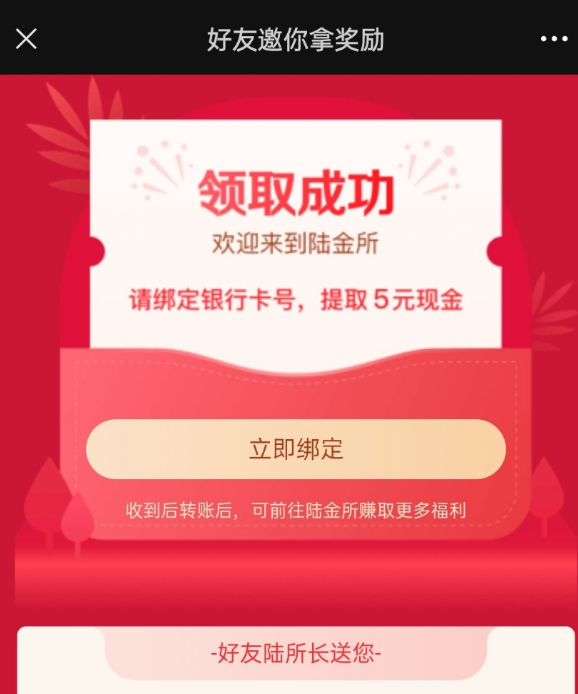 好友邀你拿奖励
领取成功
欢迎来到陆金所
请绑定银行卡号，提取5元现金
立即绑定
收到后转账后，可前往陆金所赚取更多福利
-好友陆所长送您-